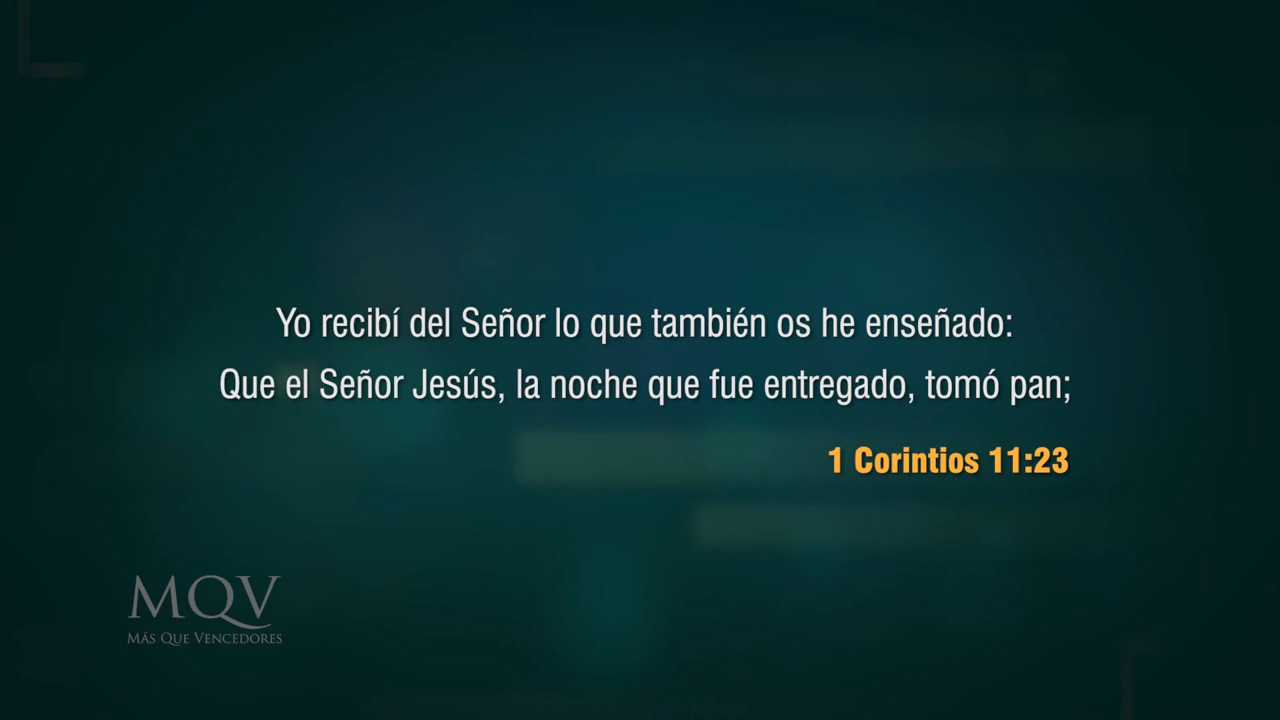 Yo recibí del Señor lo que también os he enseñado:
Que el Señor Jesús, la noche que fue entregado, tomó pan;
1 Corintios 11:23
MQV
MÁS QUE VENCEDORES